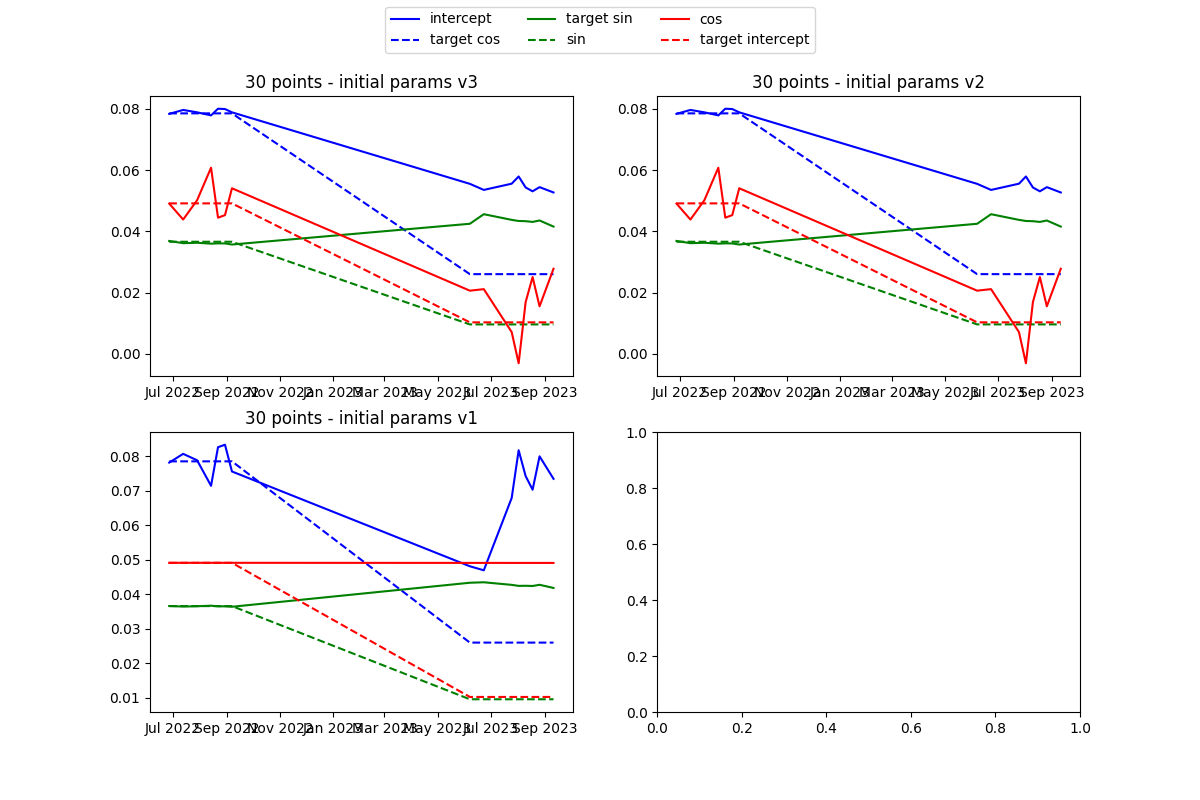 intercept target sin cos
target cos sin target intercept
30 points - initial params v3
0.08
0.06
0.04
0.02
0.00
Jul 2022 Sep 2022 Nov 2022 Jan 2023 Mar 2023 May 2023 Jul 2023 Sep 2023
30 points - initial params v2
0.08
0.06
0.04
0.02
0.00
Jul 2022 Sep 2022 Nov 2022 Jan 2023 Mar 2023 May 2023 Jul 2023 Sep 2023
30 points - initial params v1
0.08
0.07
0.06
0.05
0.04
0.03
0.02
0.01
Jul 2022 Sep 2022 Nov 2022 Jan 2023 Mar 2023 May 2023 Jul 2023 Sep 2023
1.0
0.8
0.6
0.4
0.2
0.0
0.0 0.2 0.4 0.6 0.8 1.0